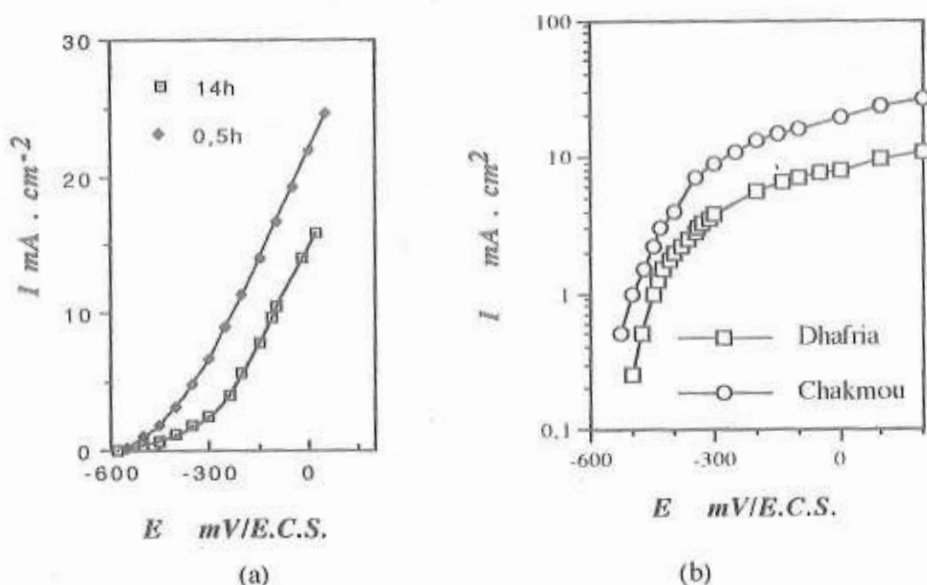 30
20
10
0
-600
-300
0
14h
0,5h
I mA . cm-2
E mV/E.C.S.
(a)
100
10
1
0,1
-600
-300
0
Dhafria
Chakmou
I mA . cm2
E mV/E.C.S.
(b)